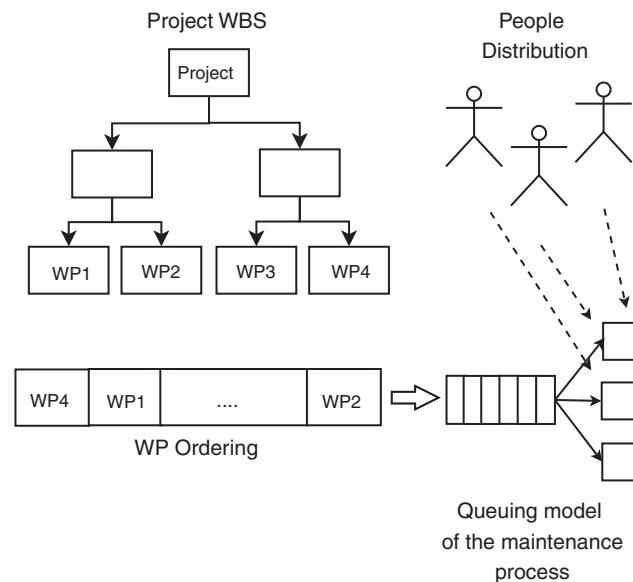 Project WBS
People
Distribution
Project
WP1
WP2
WP3
WP4
WP4
WP1
....
WP2
WP Ordering
Queuing model
of the maintenance
process